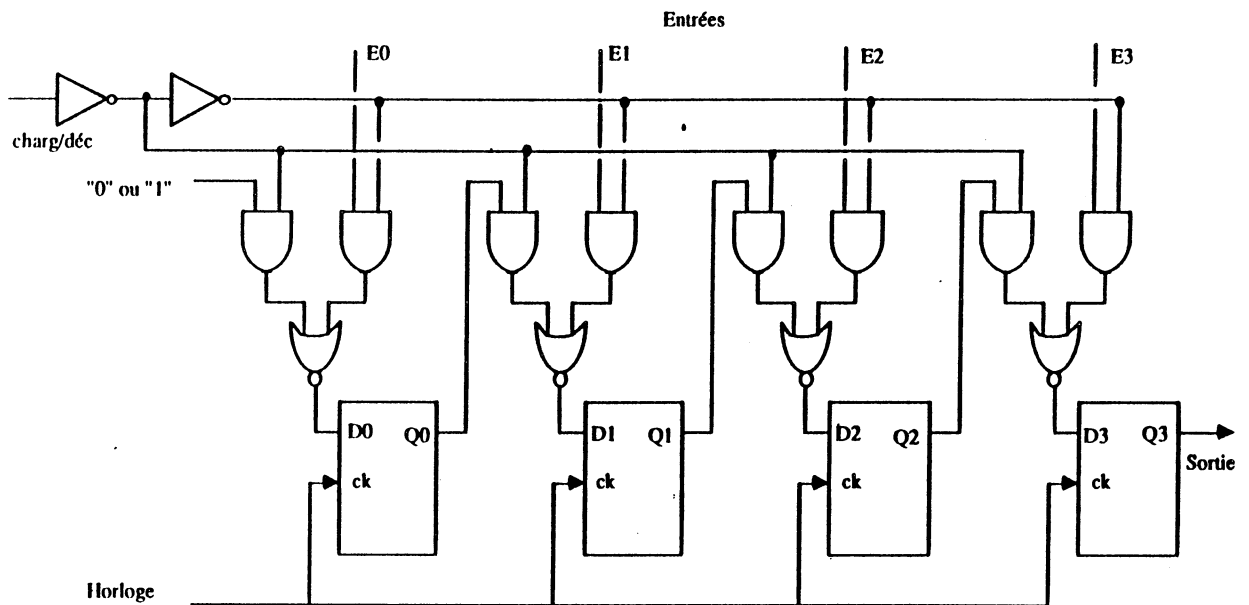 Entrées
E0
E1
E2
E3
charg/déc
"0" ou "1"
D0 Q0
ck
D1 Q1
ck
D2 Q2
ck
D3 Q3
ck
Sortie
Horloge